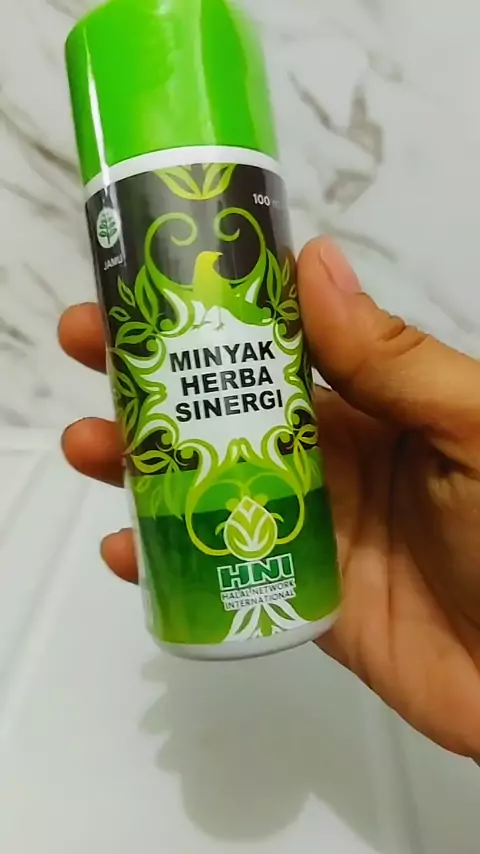 100
JAMU
MINYAK
HERBA
SINERGI
HNI
HALAL NETWORK
INTERNATIONAL